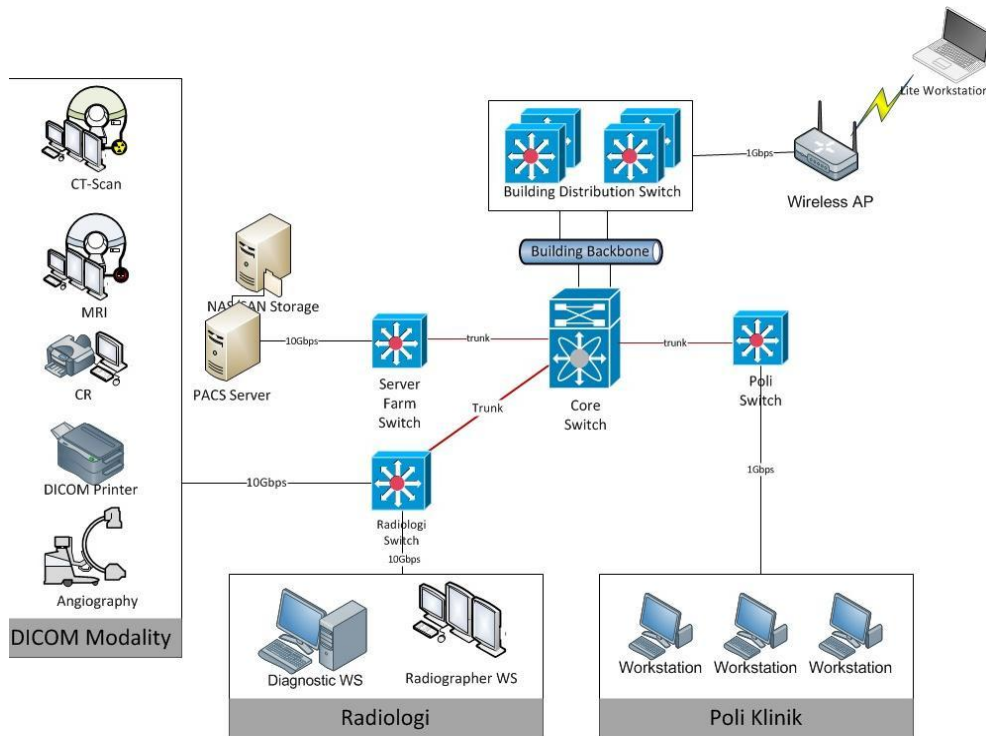 CT-Scan
MRI
CR
DICOM Printer
Angiography
DICOM Modality
NAS/SAN Storage
PACS Server
10Gbps
Server
Farm
Switch
trunk
Building Distribution Switch
Building Backbone
Core
Switch
1Gbps
Wireless AP
Lite Workstation
trunk
Poli
Switch
Trunk
10Gbps
Radiologi
Switch
10Gbps
1Gbps
Diagnostic WS
Radiographer WS
Radiologi
Workstation
Workstation
Workstation
Poli Klinik